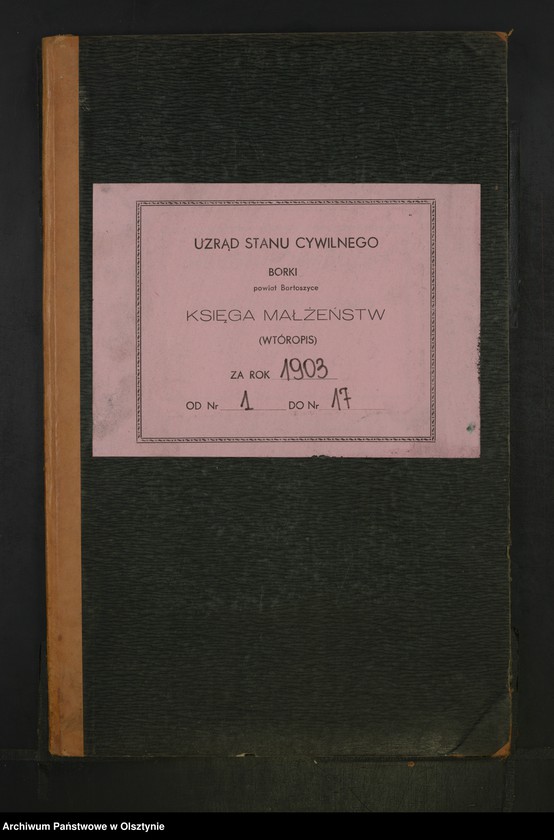 UZRĄD STANU CYWILNEGO
BORKI
powiat Bartoszyce
KSIĘGA MAŁŻEŃSTW
(WTÓROPIS)
ZA ROK 1903
OD Nr 1 DO Nr 17
Archiwum Państwowe w Olsztynie